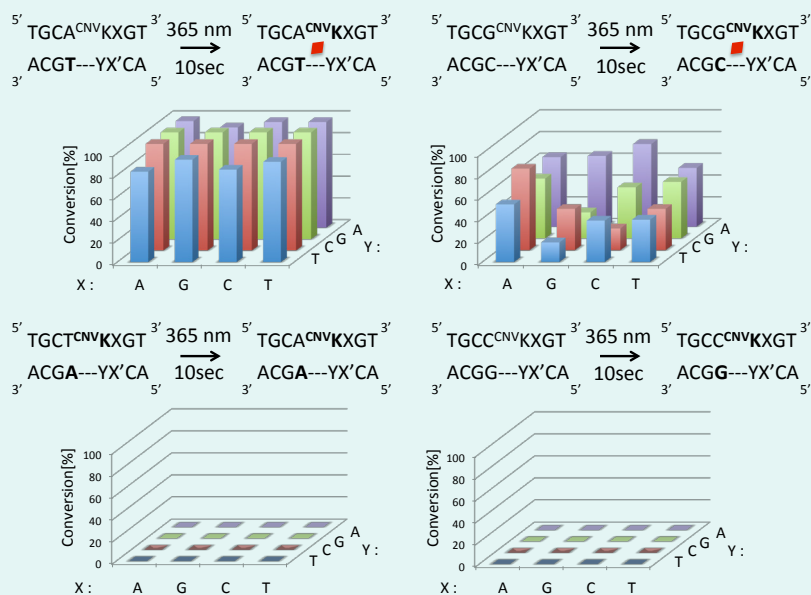 5’ 3’ 365 nm 5’ 3’
TGCA^CNV KXGT TGCA^CNV KXGT
10sec
ACGT---YX’CA ACGT---YX’CA
3’ 5’ 3’ 5’
Conversion[%]
100
80
60
40
20
0
X : A G C T
T C G A Y :
5’ 3’ 365 nm 5’ 3’
TGCG^CNV KXGT TGCG^CNV KXGT
10sec
ACGC---YX’CA ACGC---YX’CA
3’ 5’ 3’ 5’
Conversion[%]
100
80
60
40
20
0
X : A G C T
T C G A Y :
5’ 3’ 365 nm 5’ 3’
TGCT^CNV KXGT TGCA^CNV KXGT
10sec
ACGA---YX’CA ACGA---YX’CA
3’ 5’ 3’ 5’
Conversion[%]
100
80
60
40
20
0
X : A G C T
T C G A Y :
5’ 3’ 365 nm 5’ 3’
TGCC^CNV KXGT TGCC^CNV KXGT
10sec
ACGG---YX’CA ACGG---YX’CA
3’ 5’ 3’ 5’
Conversion[%]
100
80
60
40
20
0
X : A G C T
T C G A Y :